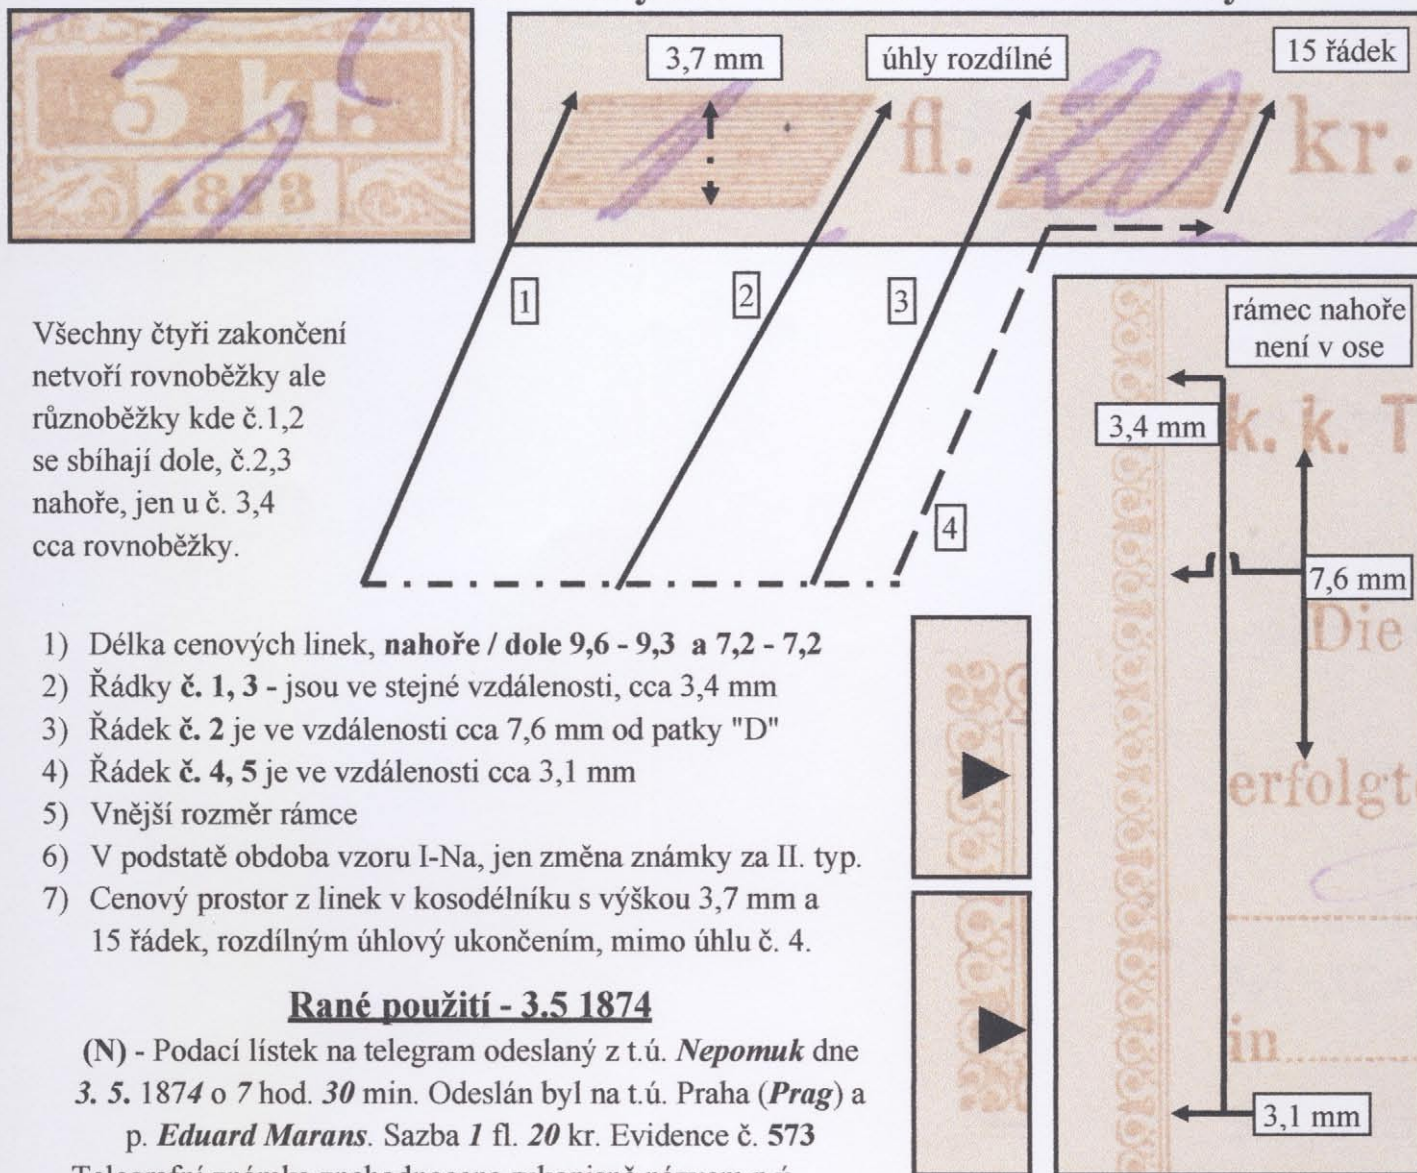 5 kr.
1873
3,7 mm
úhly rozdílné
15 řádek
1
fl.
20
kr.
1
2
3
4
Všechny čtyři zakončení
netvoří rovnoběžky ale
různoběžky kde č.1,2
se sbíhají dole, č.2,3
nahoře, jen u č. 3,4
cca rovnoběžky.
rámec nahoře
není v ose
3,4 mm
k. k. T
7,6 mm
Die
erfolgt
in
3,1 mm
1) Délka cenových linek, nahoře / dole 9,6 - 9,3 a 7,2 - 7,2
2) Řádky č. 1, 3 - jsou ve stejné vzdálenosti, cca 3,4 mm
3) Řádek č. 2 je ve vzdálenosti cca 7,6 mm od patky "D"
4) Řádek č. 4, 5 je ve vzdálenosti cca 3,1 mm
5) Vnější rozměr rámce
6) V podstatě obdoba vzoru I-Na, jen změna známky za II. typ.
7) Cenový prostor z linek v kosodélníku s výškou 3,7 mm a
15 řádek, rozdílným úhlový ukončením, mimo úhlu č. 4.
Rané použití - 3.5 1874
(N) - Podací lístek na telegram odeslaný z t.ú. Nepomuk dne
3. 5. 1874 o 7 hod. 30 min. Odeslán byl na t.ú. Praha (Prag) a
p. Eduard Marans. Sazba 1 fl. 20 kr. Evidence č. 573